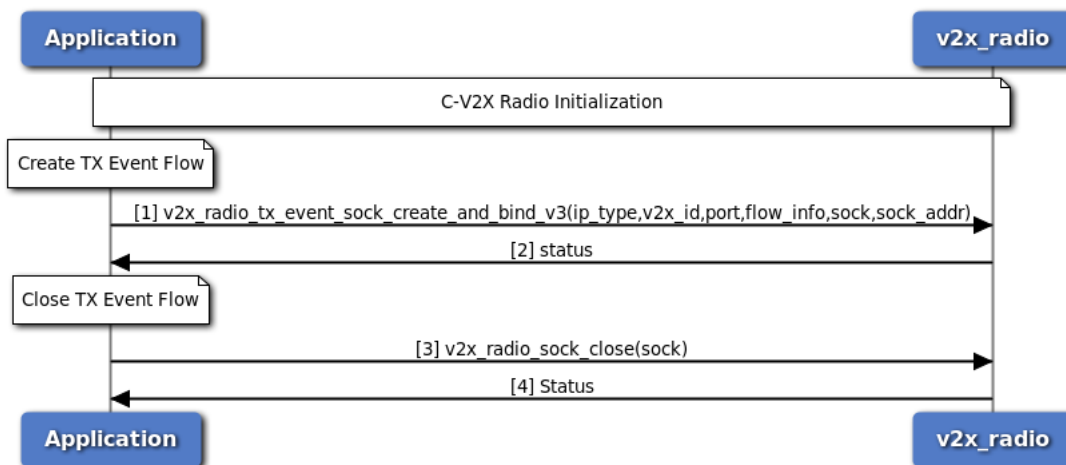 Application
v2x_radio
C-V2X Radio Initialization
Create TX Event Flow
[1] v2x_radio_tx_event_sock_create_and_bind_v3(ip_type,v2x_id,port,flow_info,sock,sock_addr)
[2] status
Close TX Event Flow
[3] v2x_radio_sock_close(sock)
[4] Status
Application
v2x_radio